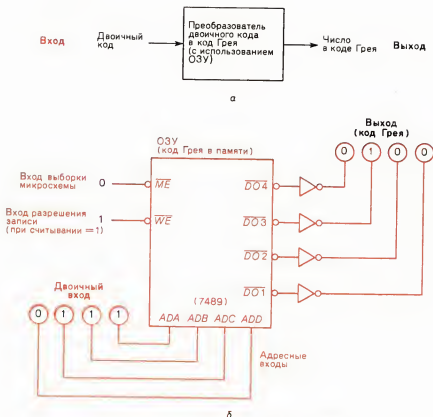 Вход
Двоичный
код
Преобразователь
двоичного кода
в код Грея
(с использованием
ОЗУ)
Число
в коде Грея
Выход
а
ОЗУ
(код Грея в памяти)
Выход
(код Грея)
0 1 0 0
Вход выборки
микросхемы
0
ME
DO4
Вход разрешения
записи
(при считывании =1)
1
WE
DO3
DO2
DO1
Двоичный
вход
0 1 1 1
(7489)
ADA ADB ADC ADD
Адресные
входы
б